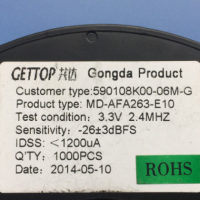 GETTOP 共达 Gongda Product
Customer type:590108K00-06M-G
Product type: MD-AFA263-E10
Test condition: 3.3V 2.4MHZ
Sensitivity: -26±3dBFS
IDSS: <1200uA
Q'TY: 1000PCS
Date: 2014-05-10
ROHS